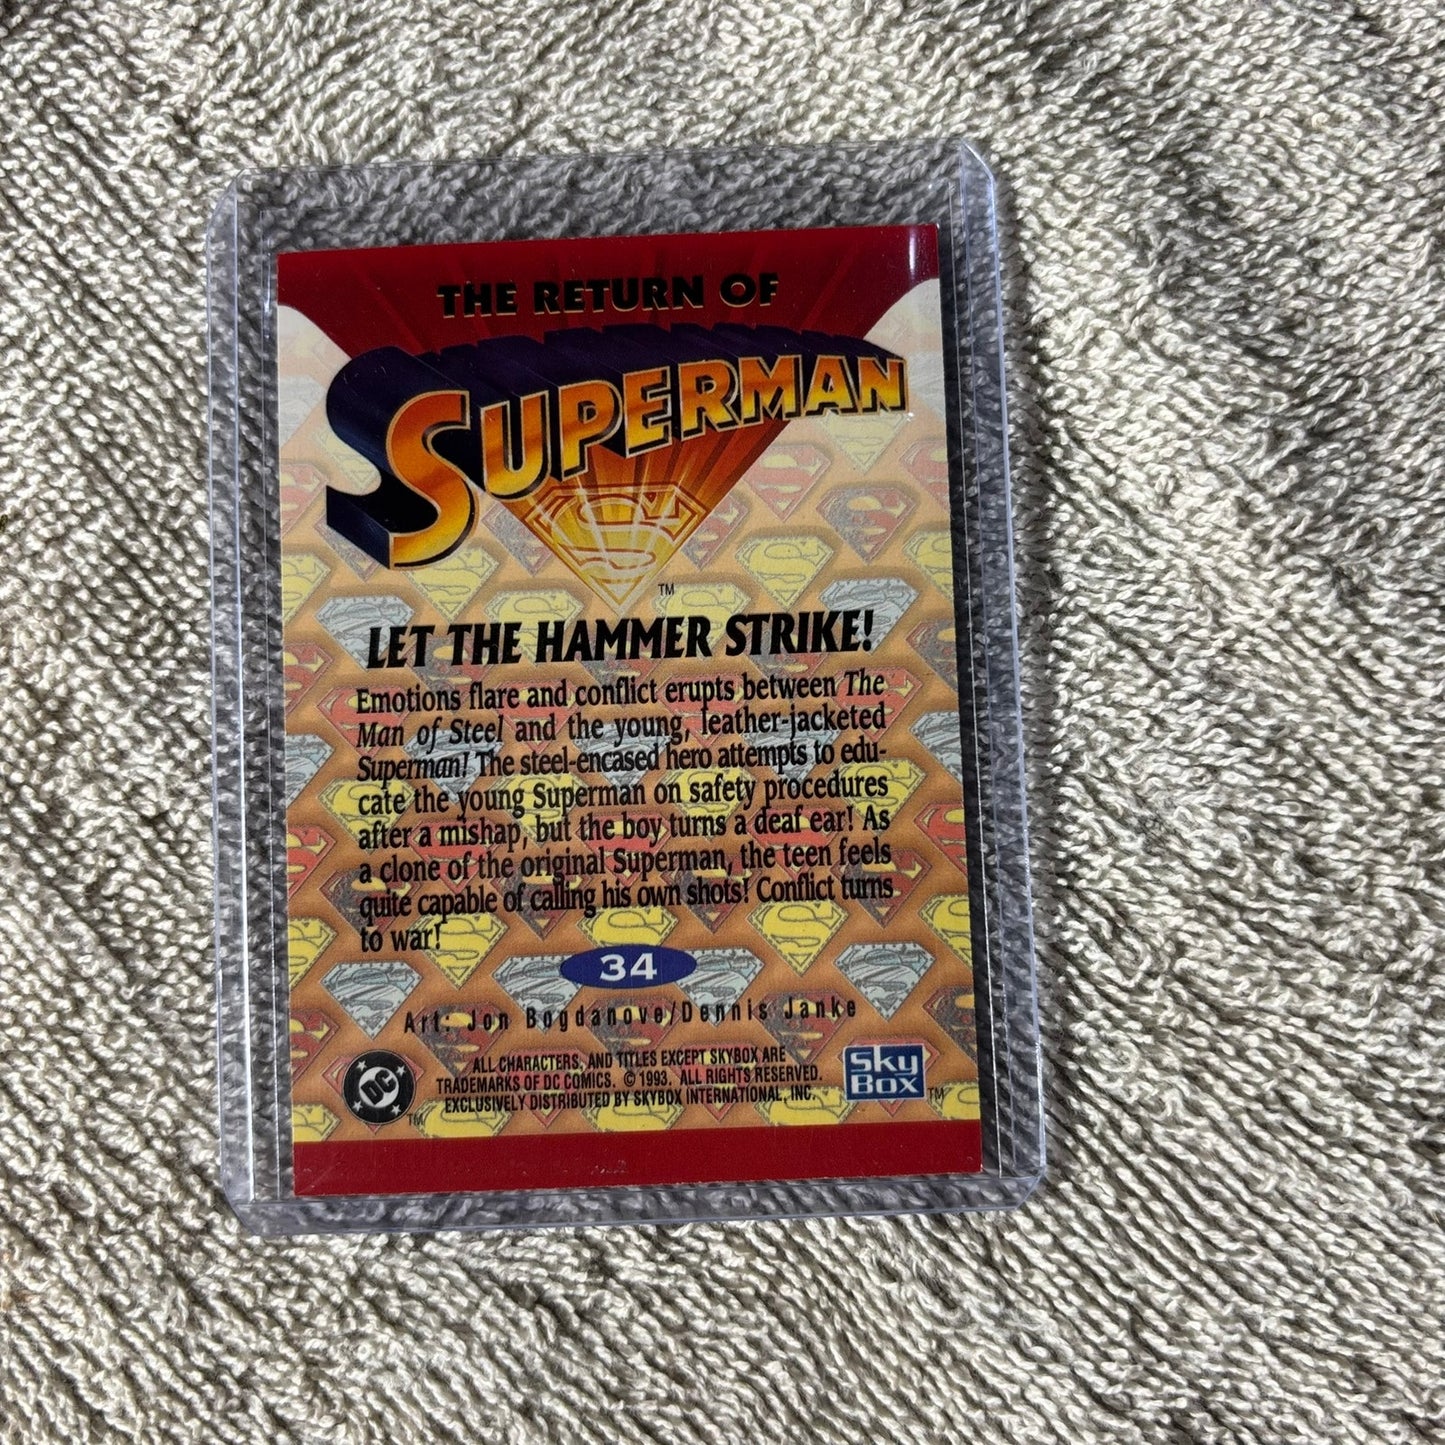 THE RETURN OF
SUPERMAN
TM
LET THE HAMMER STRIKE!
Emotions flare and conflict erupts between The
Man of Steel and the young, leather-jacketed
Superman! The steel-encased hero attempts to edu-
cate the young Superman on safety procedures
after a mishap, but the boy turns a deaf ear! As
a clone of the original Superman, the teen feels
quite capable of calling his own shots! Conflict turns
to war!
34
Art: Jon Bogdanove/Dennis Janke
ALL CHARACTERS, AND TITLES EXCEPT SKYBOX ARE
TRADEMARKS OF DC COMICS. © 1993. ALL RIGHTS RESERVED.
EXCLUSIVELY DISTRIBUTED BY SKYBOX INTERNATIONAL, INC.
DC
TM
Sky
Box
TM